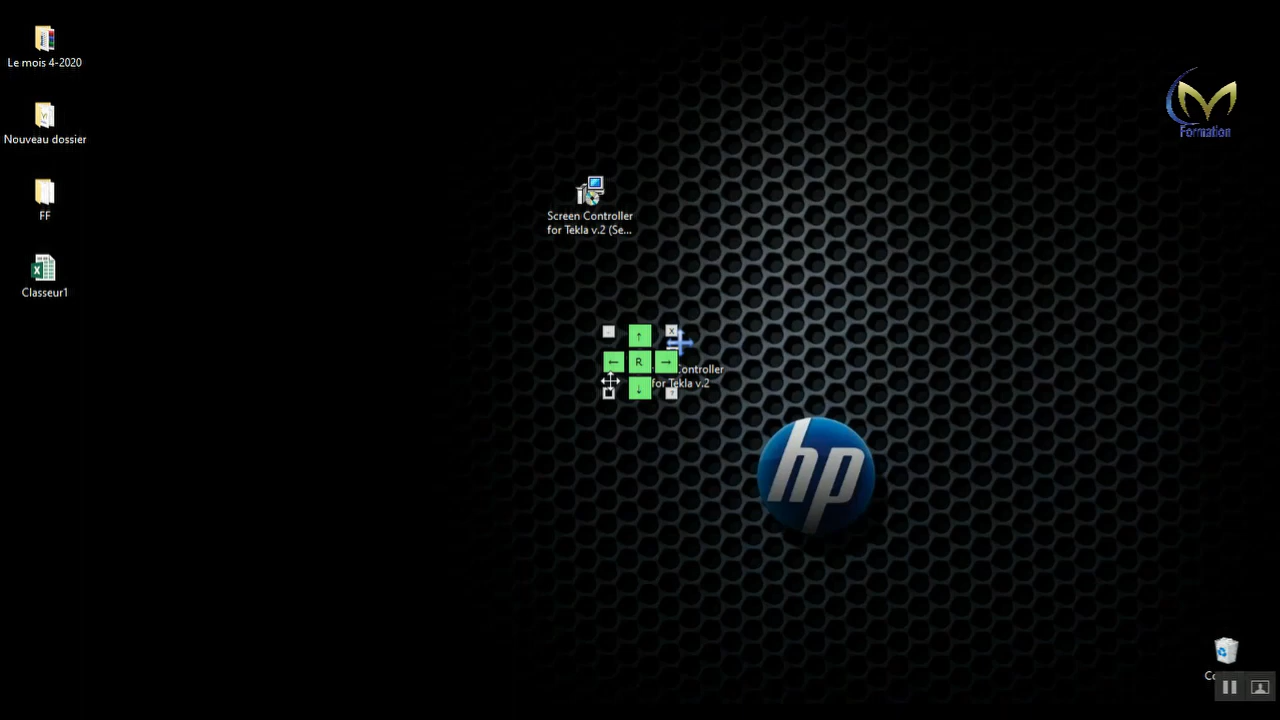 Le mois 4-2020
Nouveau dossier
FF
Classeur1
Formation
Screen Controller
for Tekla v.2 (Se...
X
↑
← R →
↓
?
Controller
for Tekla v.2
hp